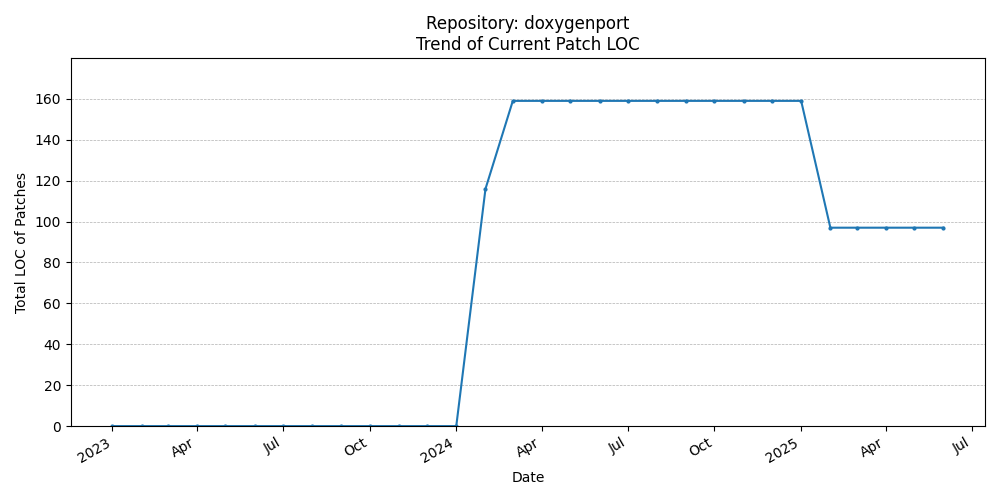 Repository: doxygenport
Trend of Current Patch LOC
Total LOC of Patches
160
140
120
100
80
60
40
20
0
2023
Apr
Jul
Oct
2024
Apr
Jul
Oct
2025
Apr
Jul
Date